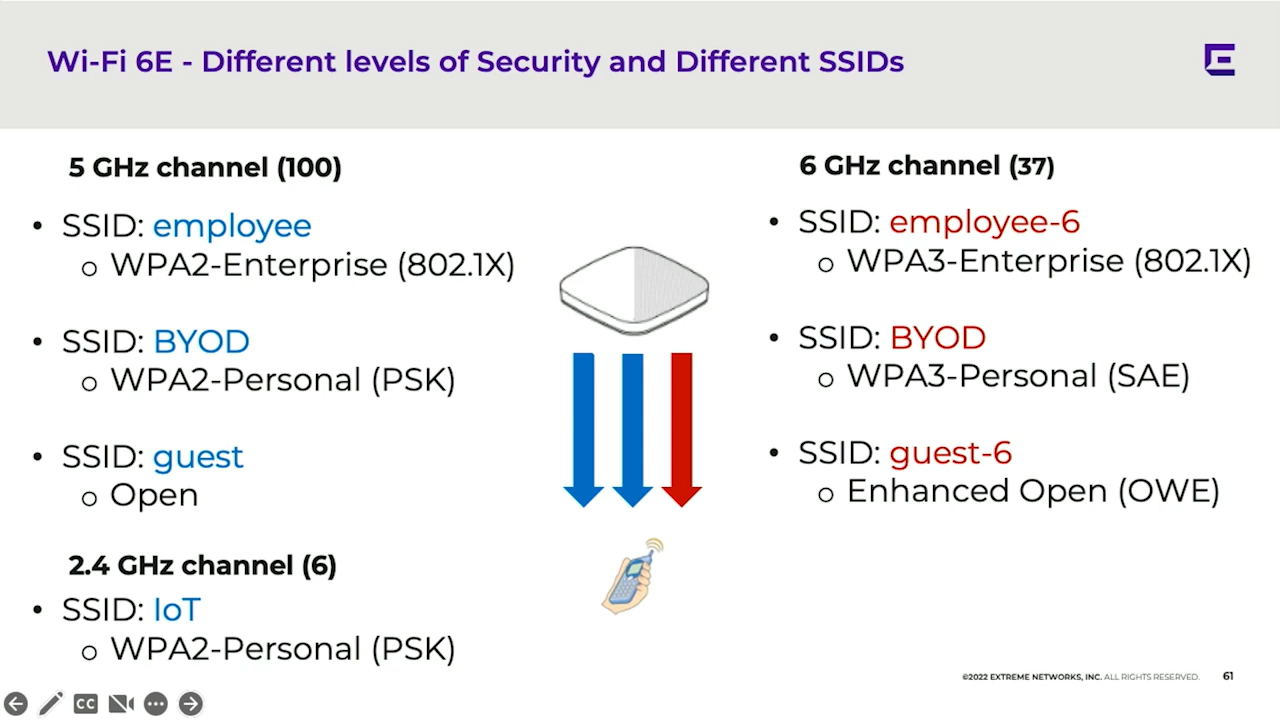 Wi-Fi 6E - Different levels of Security and Different SSIDs
5 GHz channel (100)
• SSID: employee
o WPA2-Enterprise (802.1X)
• SSID: BYOD
o WPA2-Personal (PSK)
• SSID: guest
o Open
2.4 GHz channel (6)
• SSID: IoT
o WPA2-Personal (PSK)
6 GHz channel (37)
• SSID: employee-6
o WPA3-Enterprise (802.1X)
• SSID: BYOD
o WPA3-Personal (SAE)
• SSID: guest-6
o Enhanced Open (OWE)
©2022 EXTREME NETWORKS, INC. ALL RIGHTS RESERVED. 61
CC